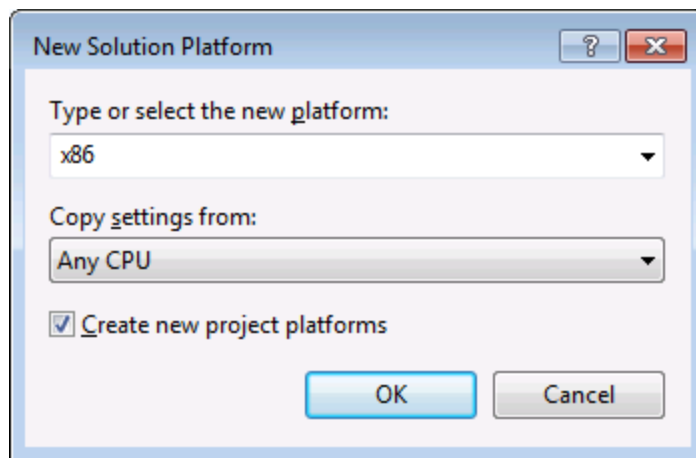 New Solution Platform
?
Type or select the new platform:
x86
Copy settings from:
Any CPU
Create new project platforms
OK
Cancel